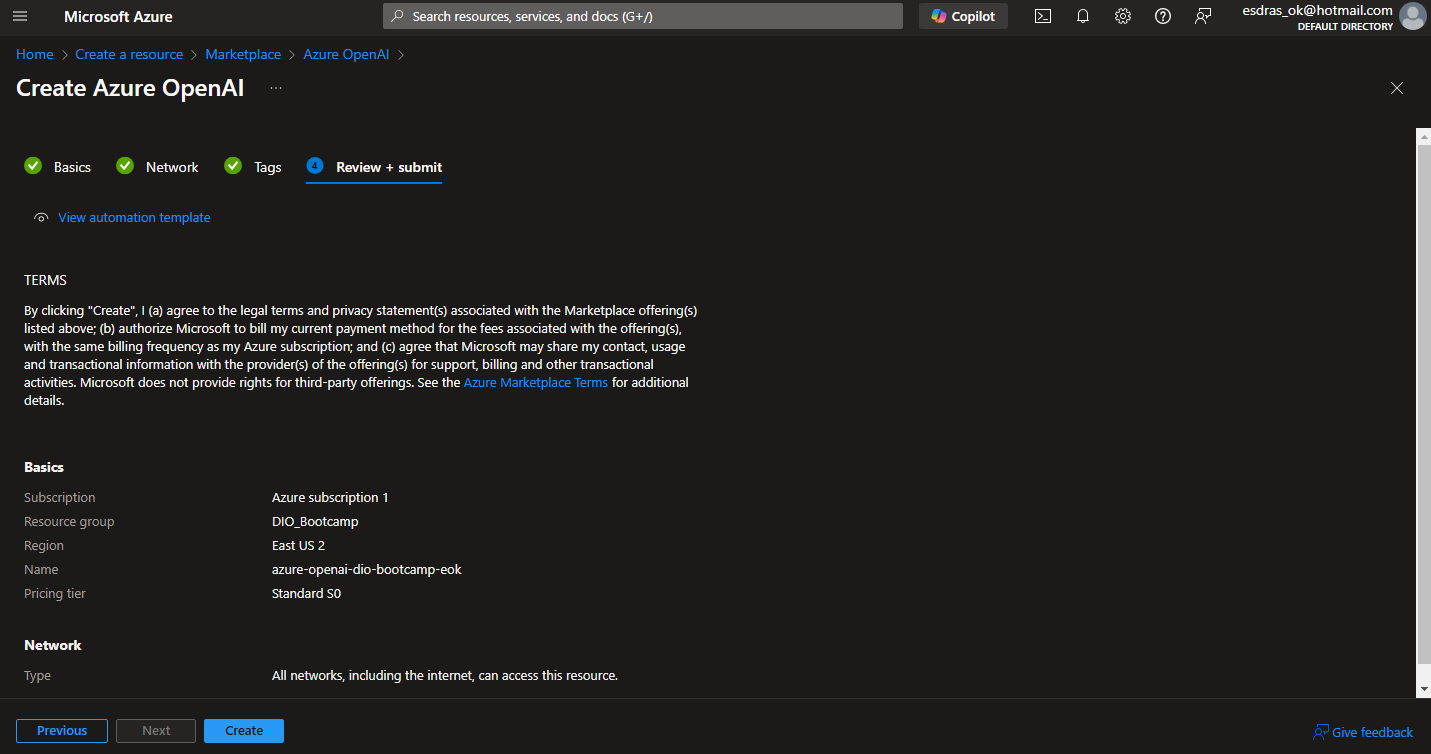 Microsoft Azure
Search resources, services, and docs (G+/)
Copilot
esdras_ok@hotmail.com
DEFAULT DIRECTORY
Home > Create a resource > Marketplace > Azure OpenAI >
Create Azure OpenAI ...
Basics
Network
Tags
4 Review + submit
View automation template
TERMS
By clicking "Create", I (a) agree to the legal terms and privacy statement(s) associated with the Marketplace offering(s)
listed above; (b) authorize Microsoft to bill my current payment method for the fees associated with the offering(s),
with the same billing frequency as my Azure subscription; and (c) agree that Microsoft may share my contact, usage
and transactional information with the provider(s) of the offering(s) for support, billing and other transactional
activities. Microsoft does not provide rights for third-party offerings. See the Azure Marketplace Terms for additional
details.
Basics
Subscription Azure subscription 1
Resource group DIO_Bootcamp
Region East US 2
Name azure-openai-dio-bootcamp-eok
Pricing tier Standard S0
Network
Type All networks, including the internet, can access this resource.
Previous Next Create
Give feedback